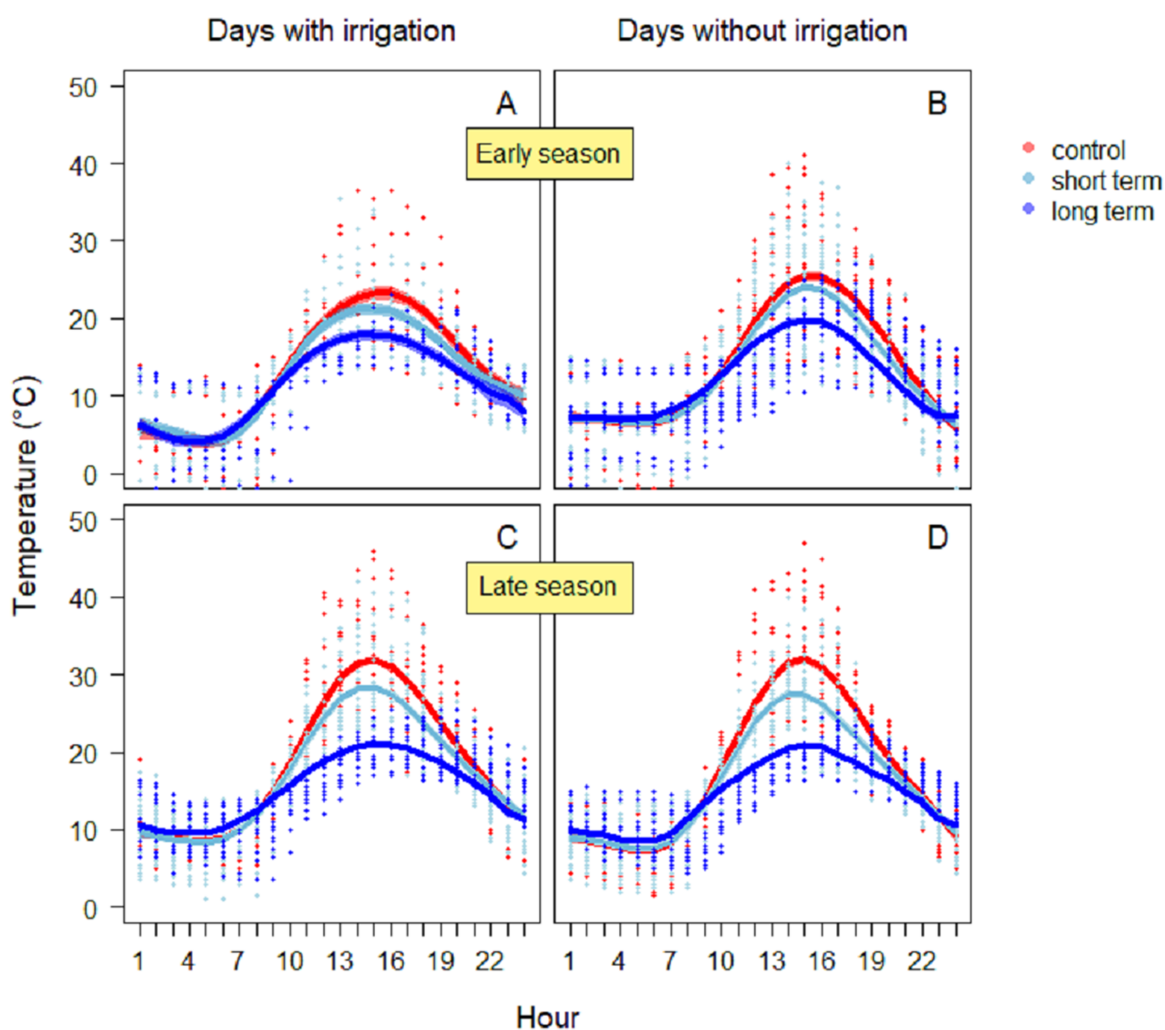 Days with irrigation
Days without irrigation
A
B
Early season
control
short term
long term
50
40
30
20
10
0
C
D
Late season
50
40
30
20
10
0
Temperature (°C)
1 4 7 10 13 16 19 22
1 4 7 10 13 16 19 22
Hour